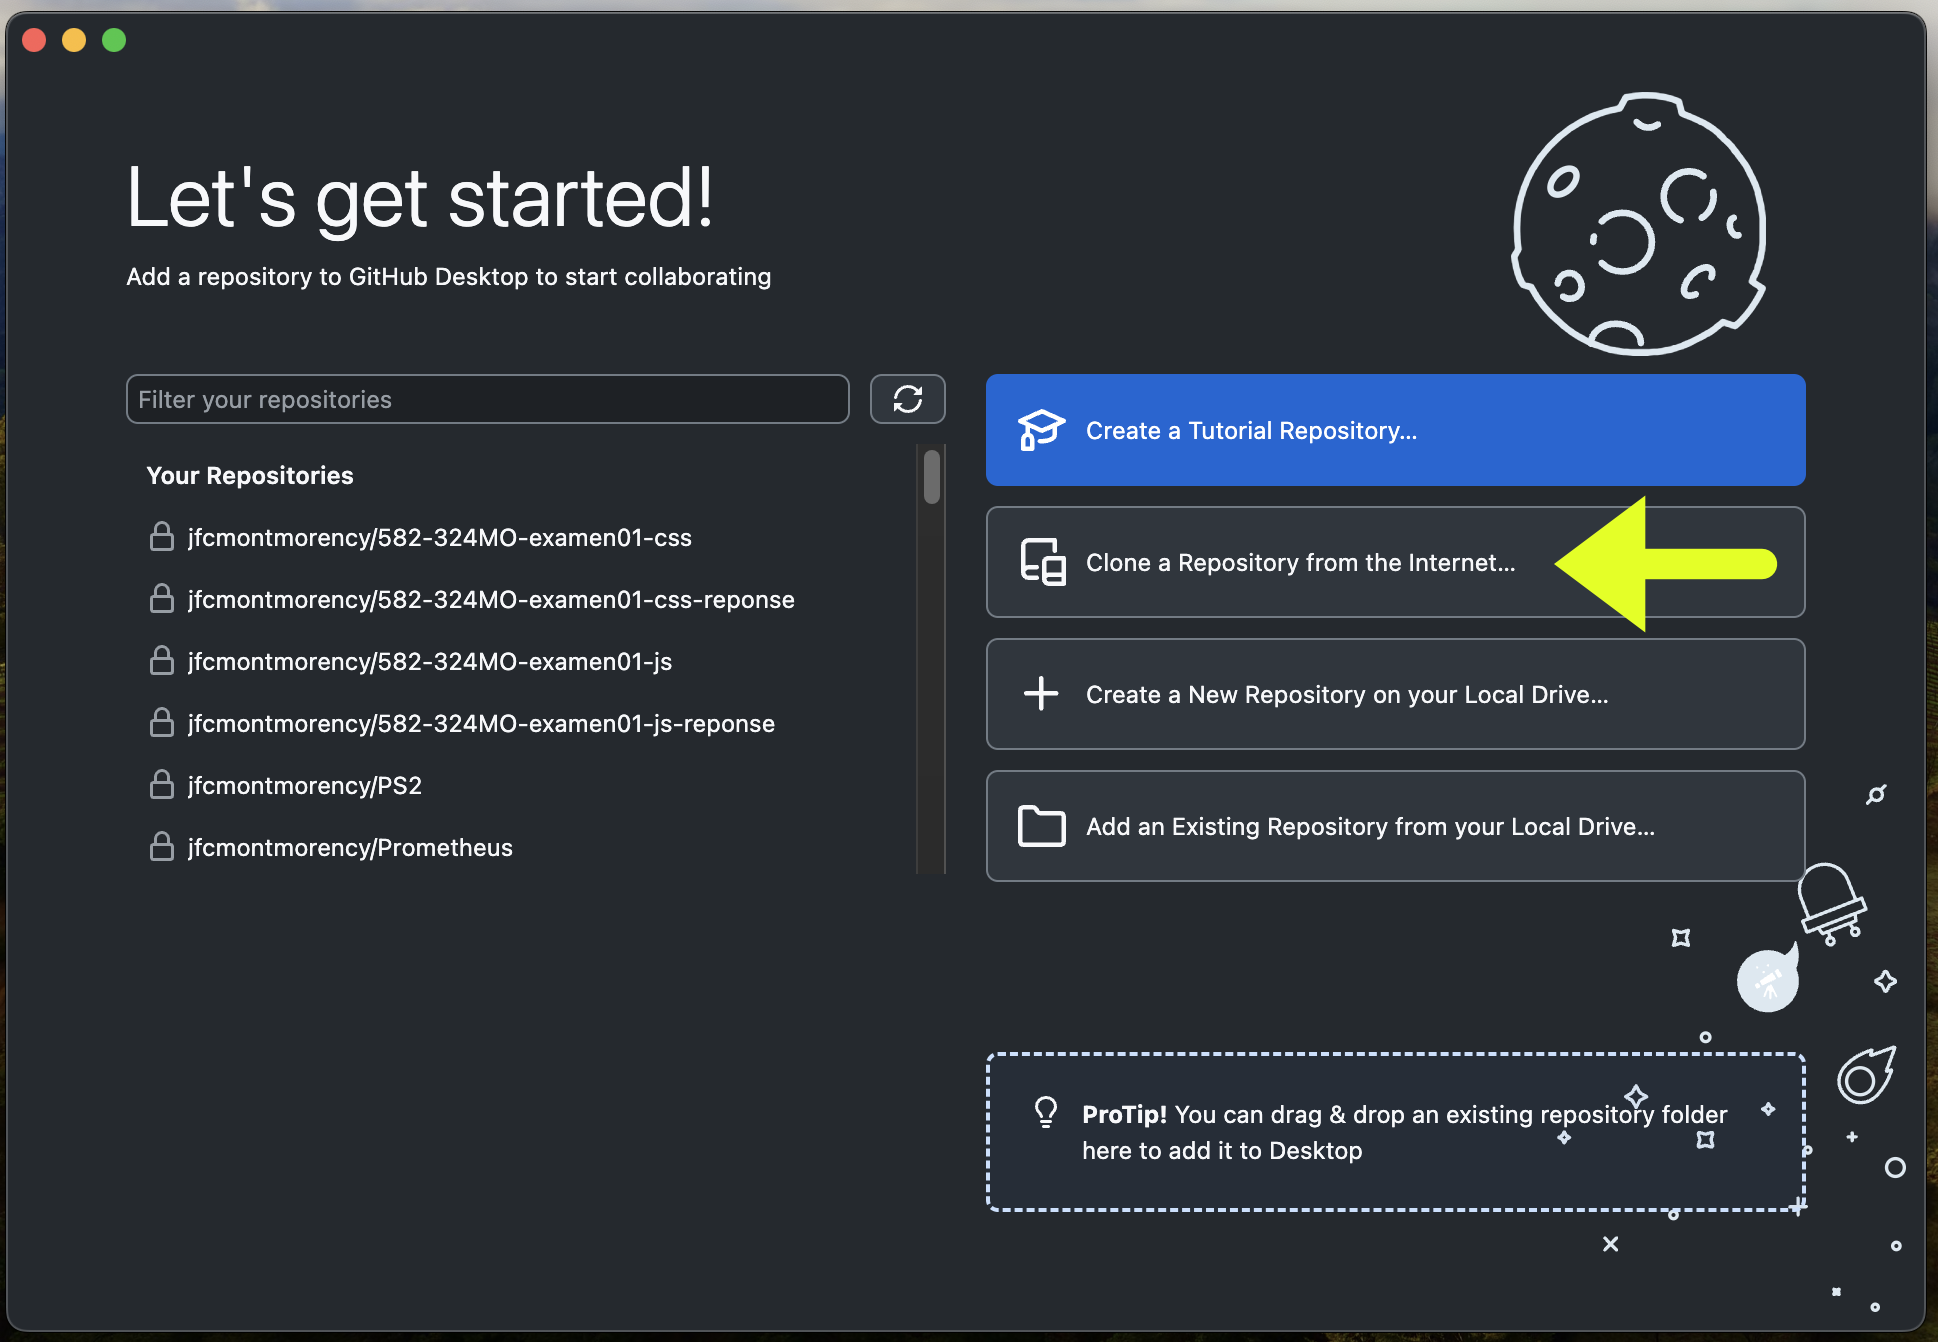 Let's get started!
Add a repository to GitHub Desktop to start collaborating
Filter your repositories
Your Repositories
jfcmontmorency/582-324MO-examen01-css
jfcmontmorency/582-324MO-examen01-css-reponse
jfcmontmorency/582-324MO-examen01-js
jfcmontmorency/582-324MO-examen01-js-reponse
jfcmontmorency/PS2
jfcmontmorency/Prometheus
Create a Tutorial Repository...
Clone a Repository from the Internet...
Create a New Repository on your Local Drive...
Add an Existing Repository from your Local Drive...
ProTip! You can drag & drop an existing repository folder
here to add it to Desktop